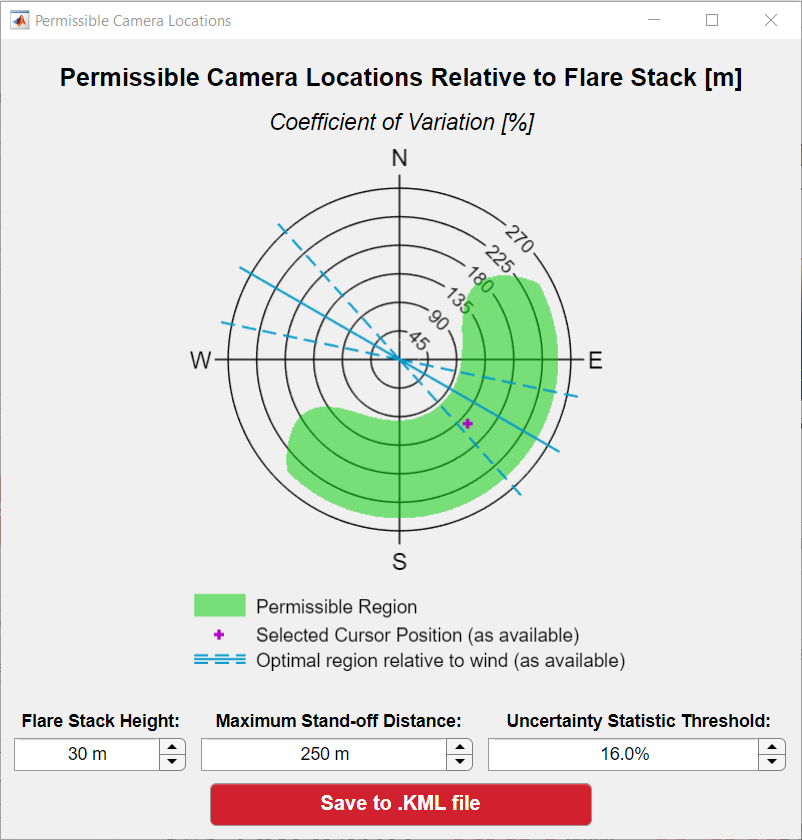 Permissible Camera Locations
Permissible Camera Locations Relative to Flare Stack [m]
Coefficient of Variation [%]
N
270
225
180
135
90
45
W
E
S
Permissible Region
Selected Cursor Position (as available)
Optimal region relative to wind (as available)
Flare Stack Height: Maximum Stand-off Distance: Uncertainty Statistic Threshold:
30 m 250 m 16.0%
Save to .KML file